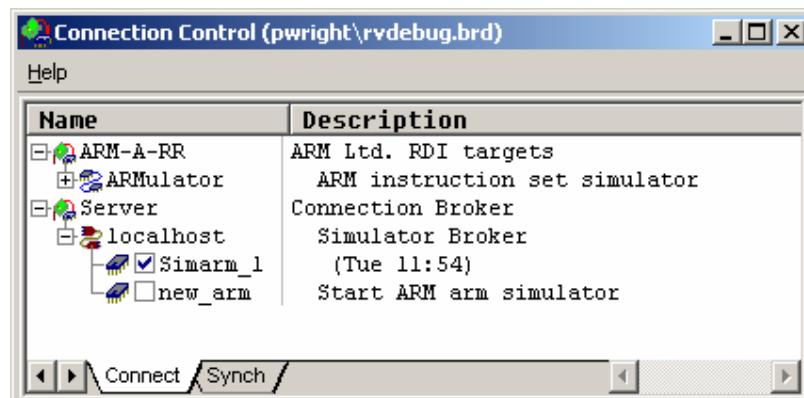 Connection Control (pwright\rvdebug.brd)
Help
Name Description
ARM-A-RR ARM Ltd. RDI targets
ARMulator ARM instruction set simulator
Server Connection Broker
localhost Simulator Broker
Simarm_1 (Tue 11:54)
new_arm Start ARM arm simulator
Connect Synch